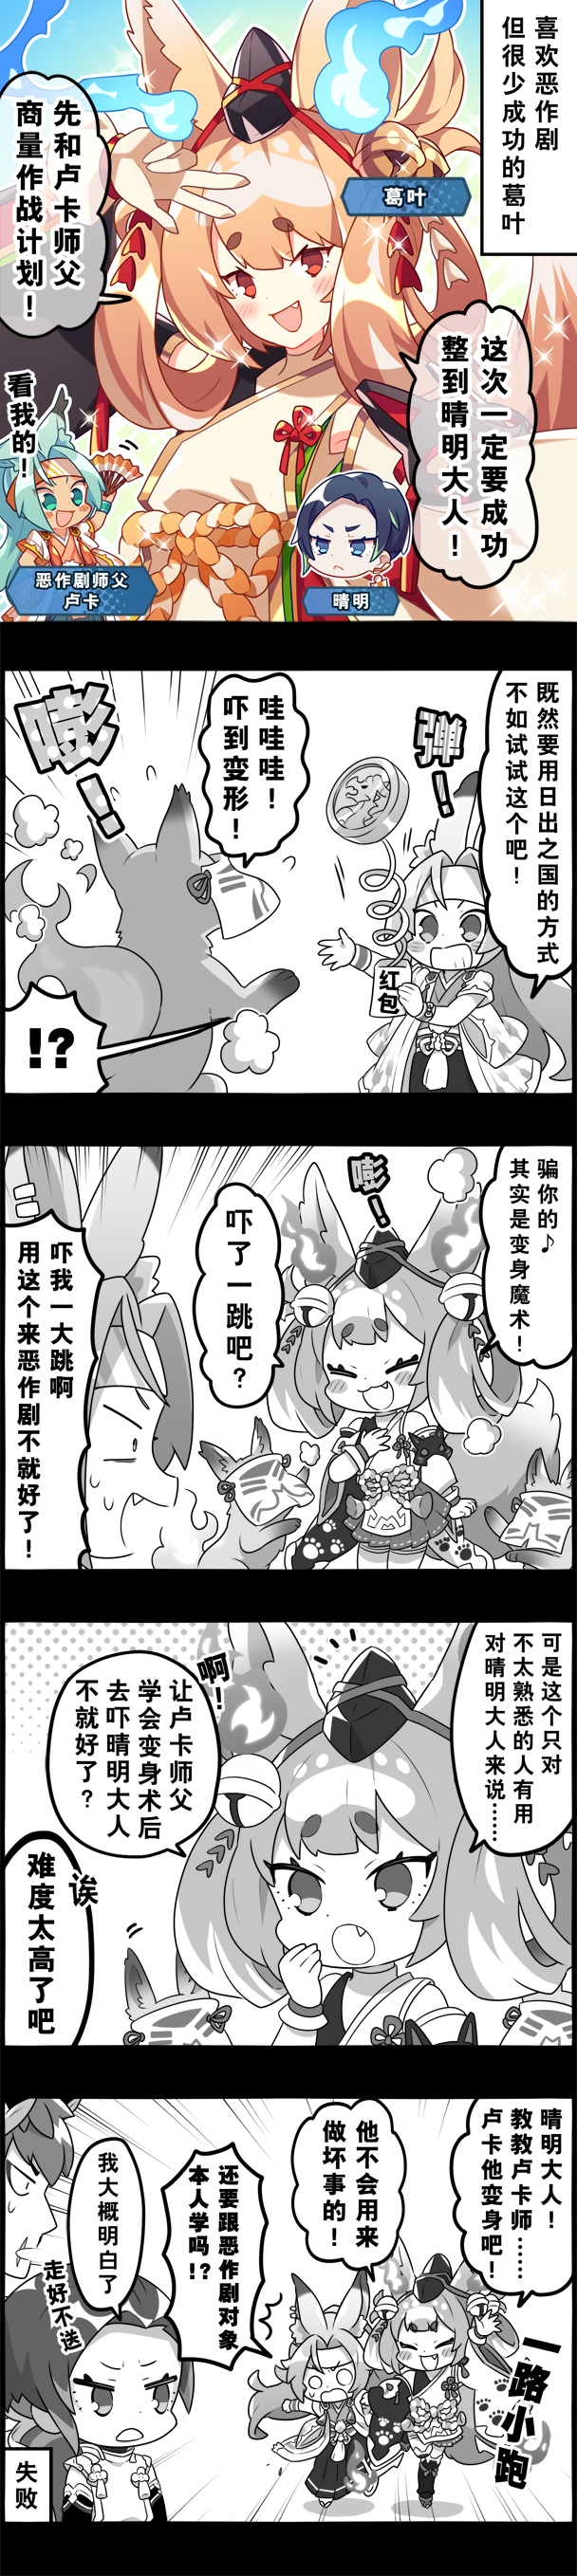 喜欢恶作剧
但很少成功的葛叶
葛叶
这次一定要成功
整到晴明大人！
先和卢卡师父
商量作战计划！
看我的！
恶作剧师父
卢卡
晴明
既然要用日出之国的方式
不如试试这个吧！
弹！
红包
哇哇哇！
吓到变形！
嘭！
!?
骗你的♪
其实是变身魔术！
嘭！
吓了一跳吧？
吓我一大跳啊
用这个来恶作剧不就好了！
可是这个只对
不太熟悉的人有用
对晴明大人来说……
啊！
让卢卡师父
学会变身术后
去吓晴明大人
不就好了？
诶
难度太高了吧
晴明大人！
教教卢卡师……
卢卡他变身吧！
一路小跑
他不会用来
做坏事的！
还要跟恶作剧对象
本人学吗！？
我大概明白了
走好不送
失败